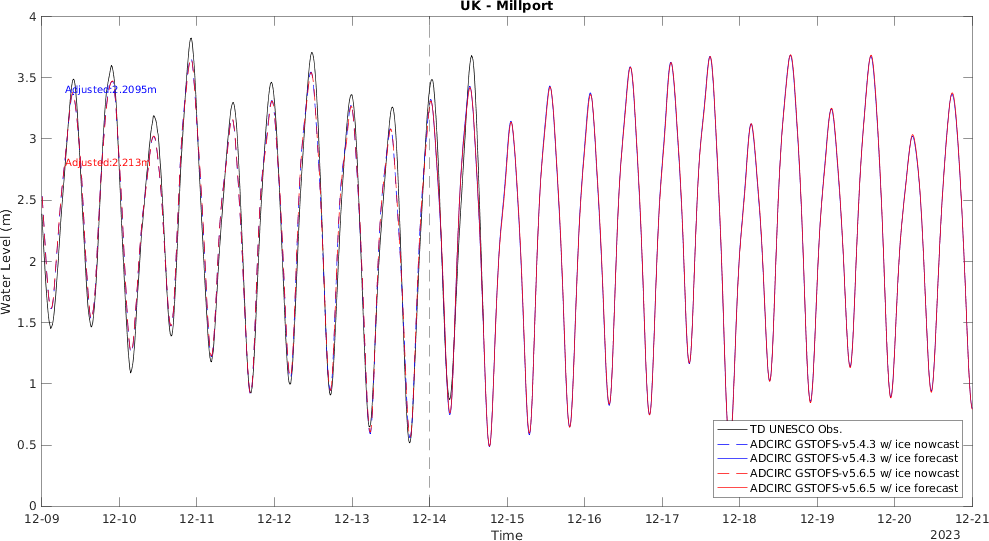 UK - Millport
4
3.5
3
2.5
2
1.5
1
0.5
0
Water Level (m)
Adjusted:2.2095m
Adjusted:2.213m
TD UNESCO Obs.
ADCIRC GSTOFS-v5.4.3 w/ ice nowcast
ADCIRC GSTOFS-v5.4.3 w/ ice forecast
ADCIRC GSTOFS-v5.6.5 w/ ice nowcast
ADCIRC GSTOFS-v5.6.5 w/ ice forecast
12-09 12-10 12-11 12-12 12-13 12-14 12-15 12-16 12-17 12-18 12-19 12-20 12-21
Time
2023